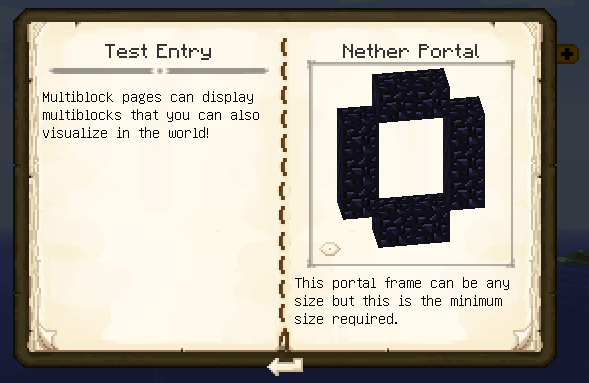 Test Entry
Multiblock pages can display
multiblocks that you can also
visualize in the world!
Nether Portal
This portal frame can be any
size but this is the minimum
size required.